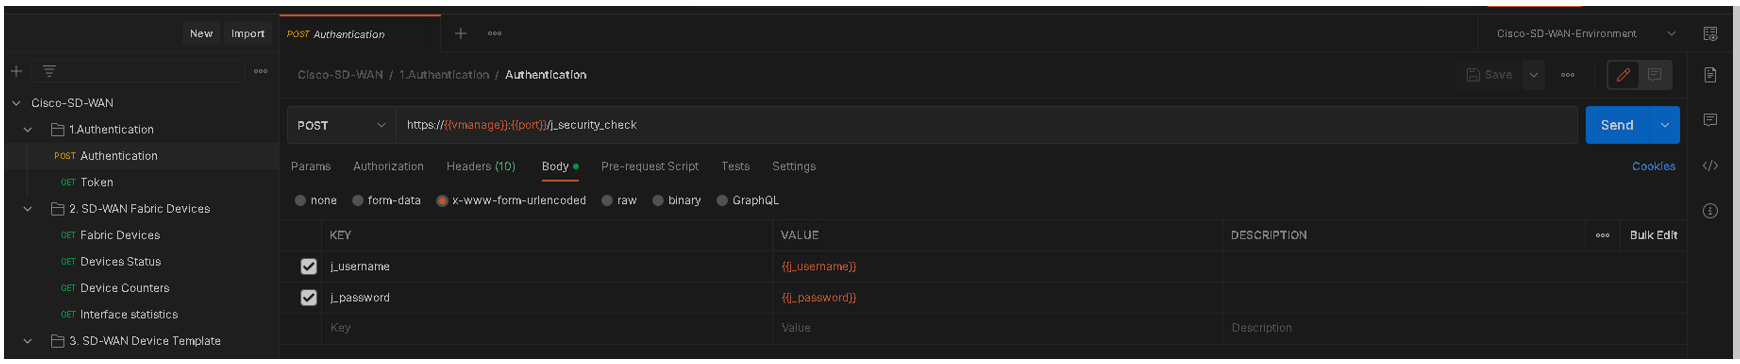 New Import
POST Authentication
Cisco-SD-WAN-Environment
Cisco-SD-WAN / 1.Authentication / Authentication
Save
Cisco-SD-WAN
1.Authentication
POST Authentication
GET Token
2. SD-WAN Fabric Devices
GET Fabric Devices
GET Devices Status
GET Device Counters
GET Interface statistics
3. SD-WAN Device Template
POST https://{{vmanage}}:{{port}}/j_security_check Send
Params Authorization Headers (10) Body Pre-request Script Tests Settings Cookies
none form-data x-www-form-urlencoded raw binary GraphQL
KEY VALUE DESCRIPTION Bulk Edit
j_username {{j_username}}
j_password {{j_password}}
Key Value Description